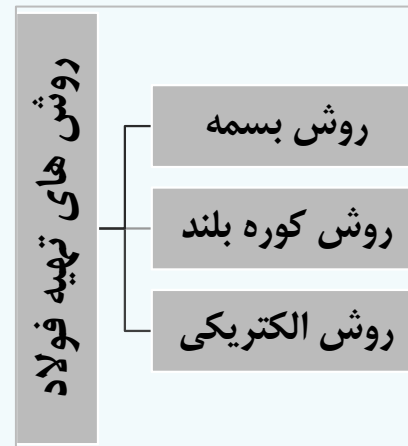 روش های تهیه فولاد
روش بسمه
روش کوره بلند
روش الکتریکی